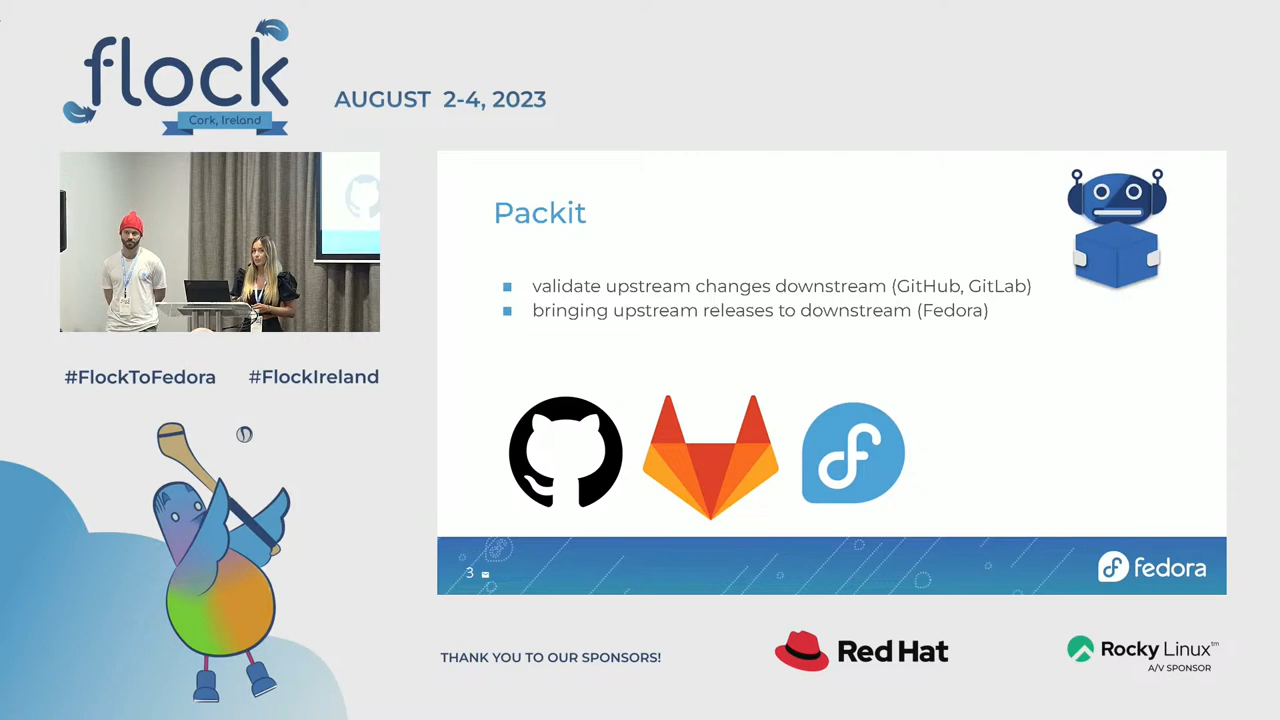 flock
Cork, Ireland
AUGUST 2-4, 2023
Packit
validate upstream changes downstream (GitHub, GitLab)
bringing upstream releases to downstream (Fedora)
#FlockToFedora #FlockIreland
3
fedora
THANK YOU TO OUR SPONSORS!
Red Hat
Rocky Linux™
A/V SPONSOR